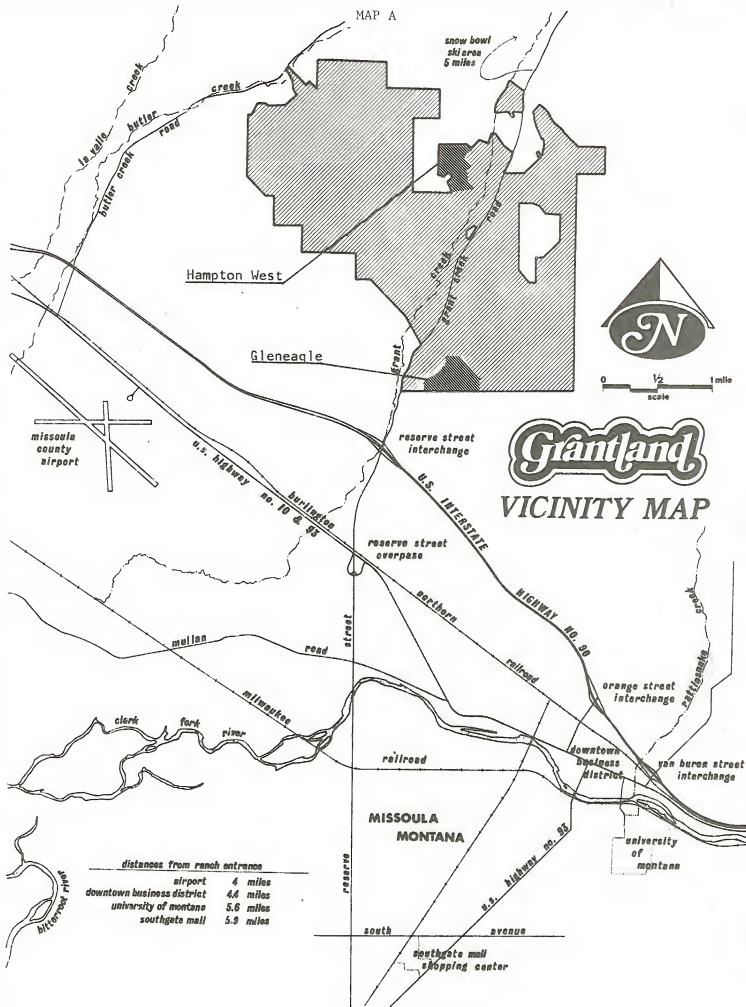 MAP A
snow bowl
ski area
5 miles
la valle creek
butler creek
butler creek road
Hampton West
grant creek
grant creek road
Gleneagle
N
0 ½ 1 mile
scale
missoula
county
airport
reserve street
interchange
Grantland
VICINITY MAP
u.s. highway no. 10 & 93
burlington northern railroad
U.S. INTERSTATE HIGHWAY NO. 90
reserve street
overpase
rattlesnake creek
mullan road
reserve street
orange street
interchange
milwaukee railroad
clark fork river
downtown
business
district
van buren street
interchange
MISSOULA
MONTANA
university
of
montana
u.s. highway no. 93
bitterroot river
distances from ranch entrance
airport 4 miles
downtown business district 4.4 miles
university of montana 5.6 miles
southgate mall 5.9 miles
south avenue
southgate mall
shopping center